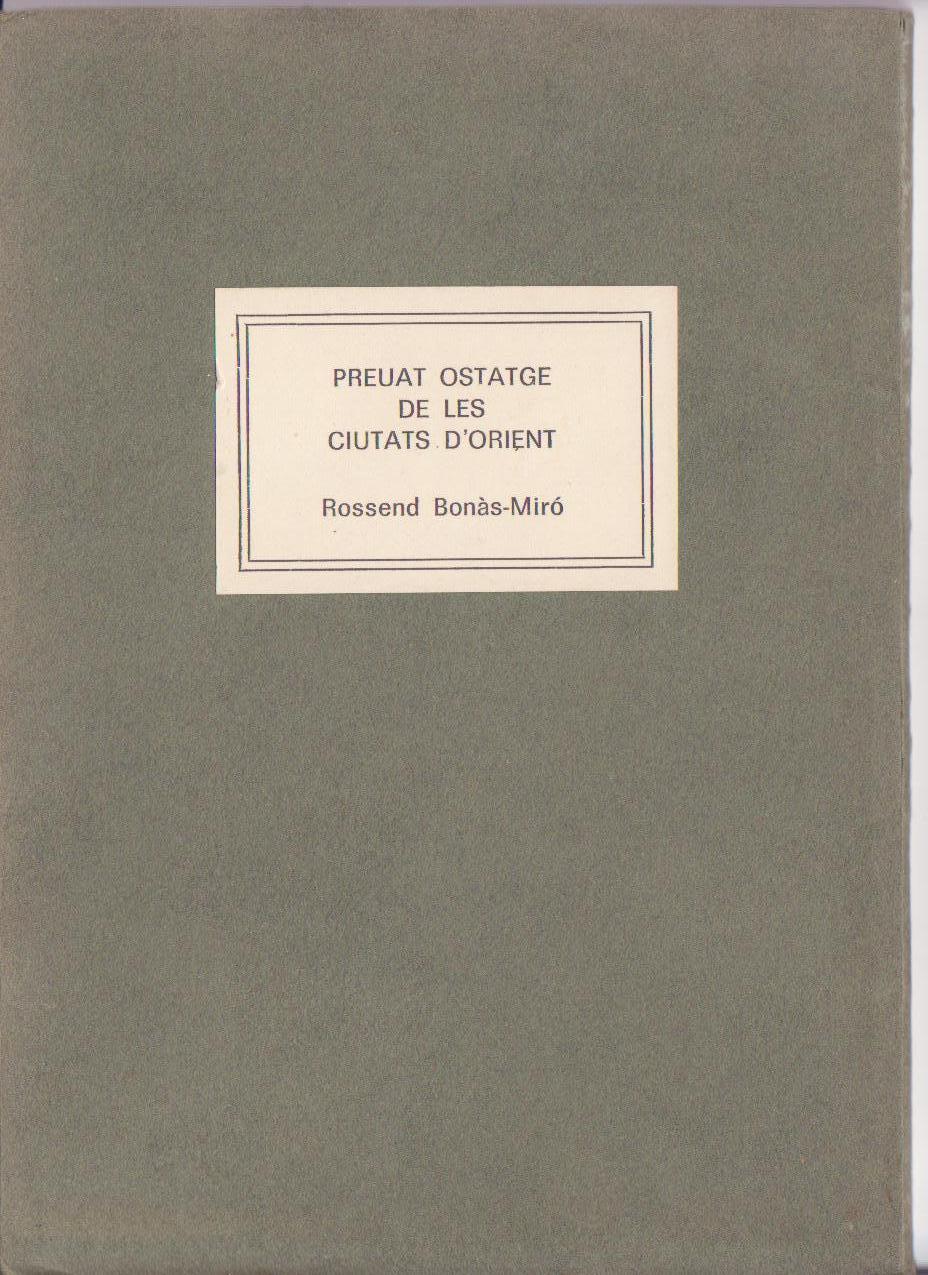 PREUAT OSTATGE
DE LES
CIUTATS D'ORIENT
Rossend Bonàs-Miró